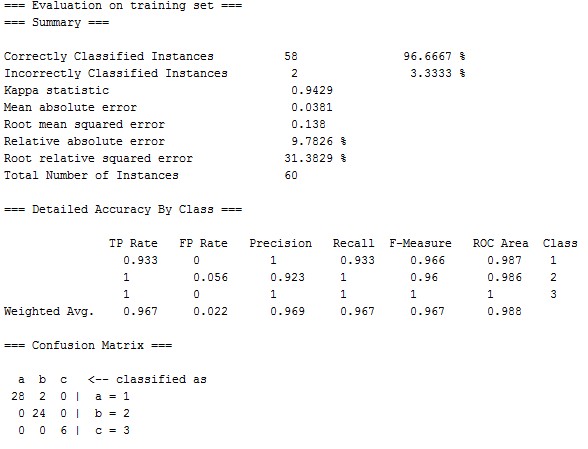 === Evaluation on training set ===
=== Summary ===
Correctly Classified Instances 58 96.6667 %
Incorrectly Classified Instances 2 3.3333 %
Kappa statistic 0.9429
Mean absolute error 0.0381
Root mean squared error 0.138
Relative absolute error 9.7826 %
Root relative squared error 31.3829 %
Total Number of Instances 60
=== Detailed Accuracy By Class ===
TP Rate FP Rate Precision Recall F-Measure ROC Area Class
0.933 0 1 0.933 0.966 0.987 1
1 0.056 0.923 1 0.96 0.986 2
1 0 1 1 1 1 3
Weighted Avg. 0.967 0.022 0.969 0.967 0.967 0.988
=== Confusion Matrix ===
a b c <-- classified as
28 2 0 | a = 1
0 24 0 | b = 2
0 0 6 | c = 3